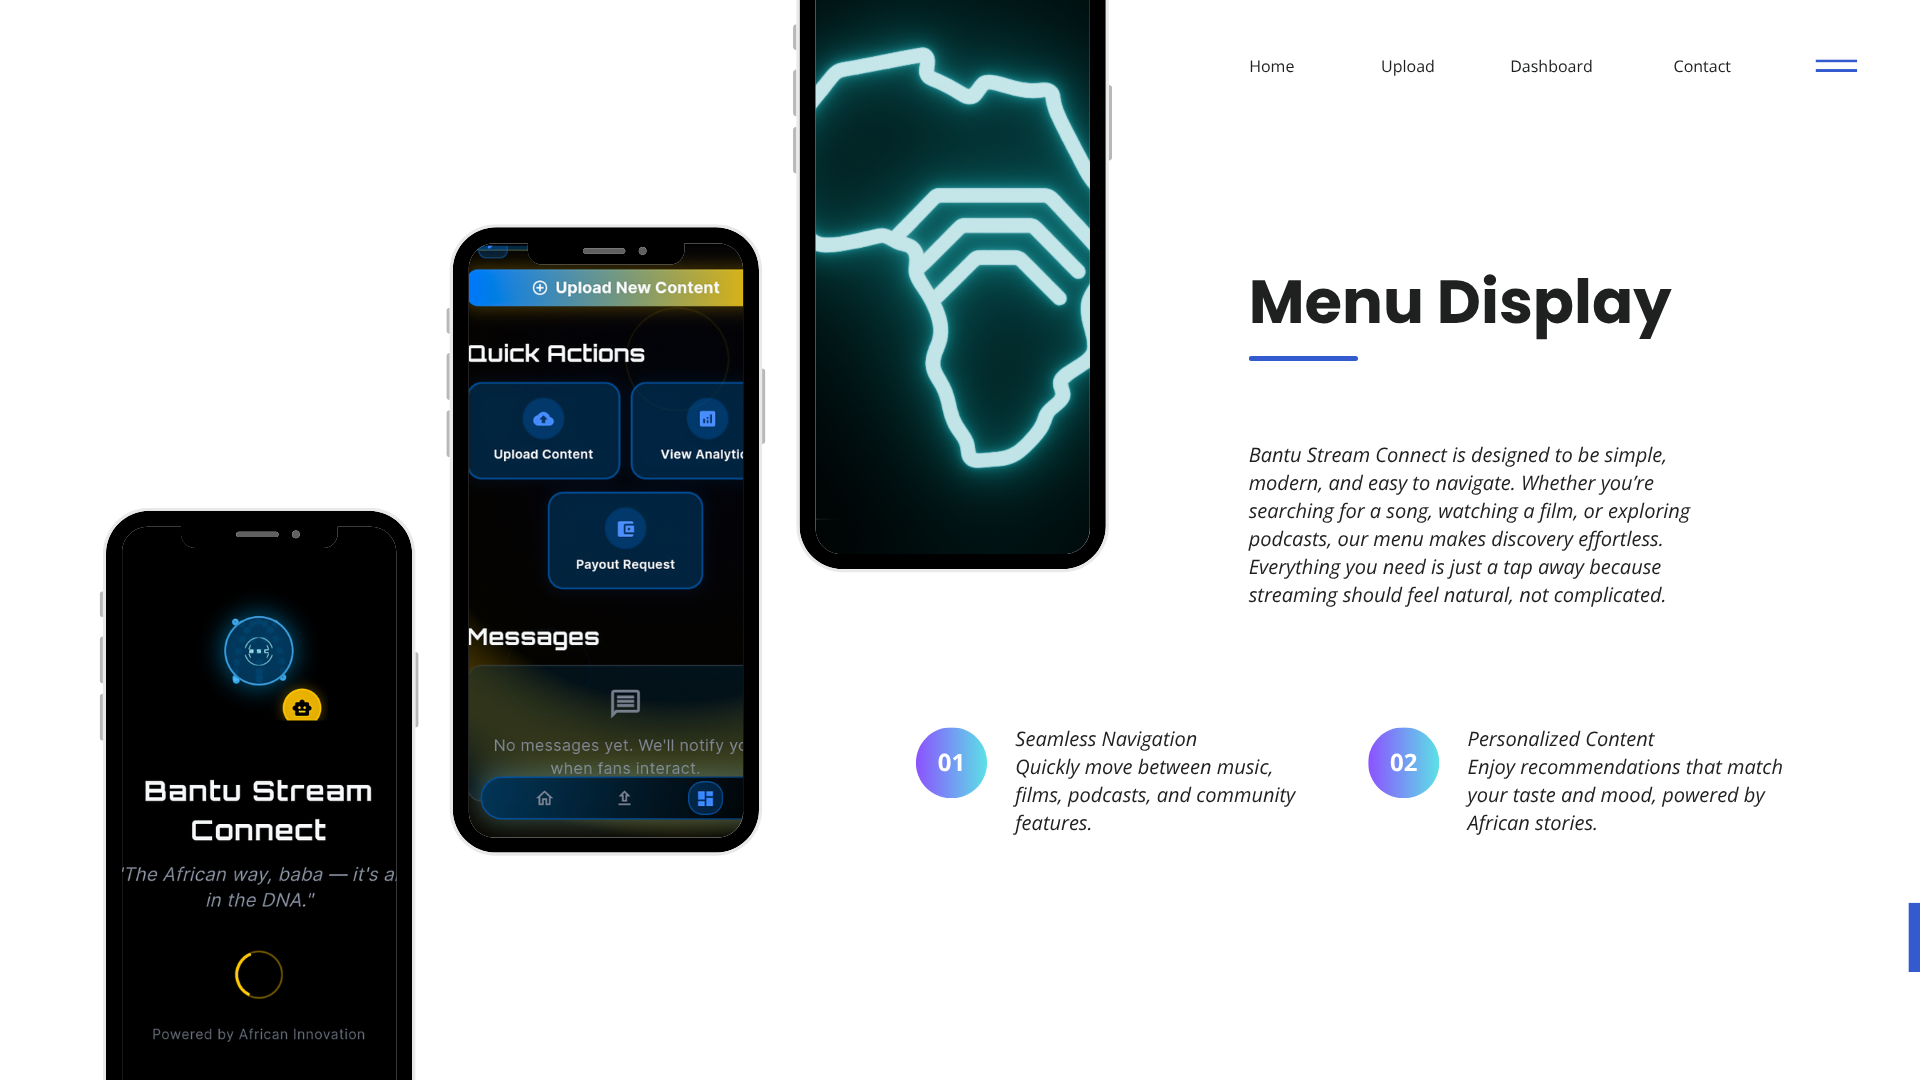 Home
Upload
Dashboard
Contact
Upload New Content
Quick Actions
Upload Content
View Analytic
Payout Request
Messages
No messages yet. We'll notify yo
when fans interact.
Bantu Stream
Connect
"The African way, baba — it's a
in the DNA."
Powered by African Innovation
Menu Display
Bantu Stream Connect is designed to be simple,
modern, and easy to navigate. Whether you’re
searching for a song, watching a film, or exploring
podcasts, our menu makes discovery effortless.
Everything you need is just a tap away because
streaming should feel natural, not complicated.
01
Seamless Navigation
Quickly move between music,
films, podcasts, and community
features.
02
Personalized Content
Enjoy recommendations that match
your taste and mood, powered by
African stories.